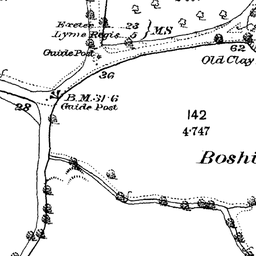 Exeter 23
Lyme Regis 5
M.S
Guide Post
62
Old Clay
36
B.M. 51.6
Guide Post
28
142
4.747
Boshi